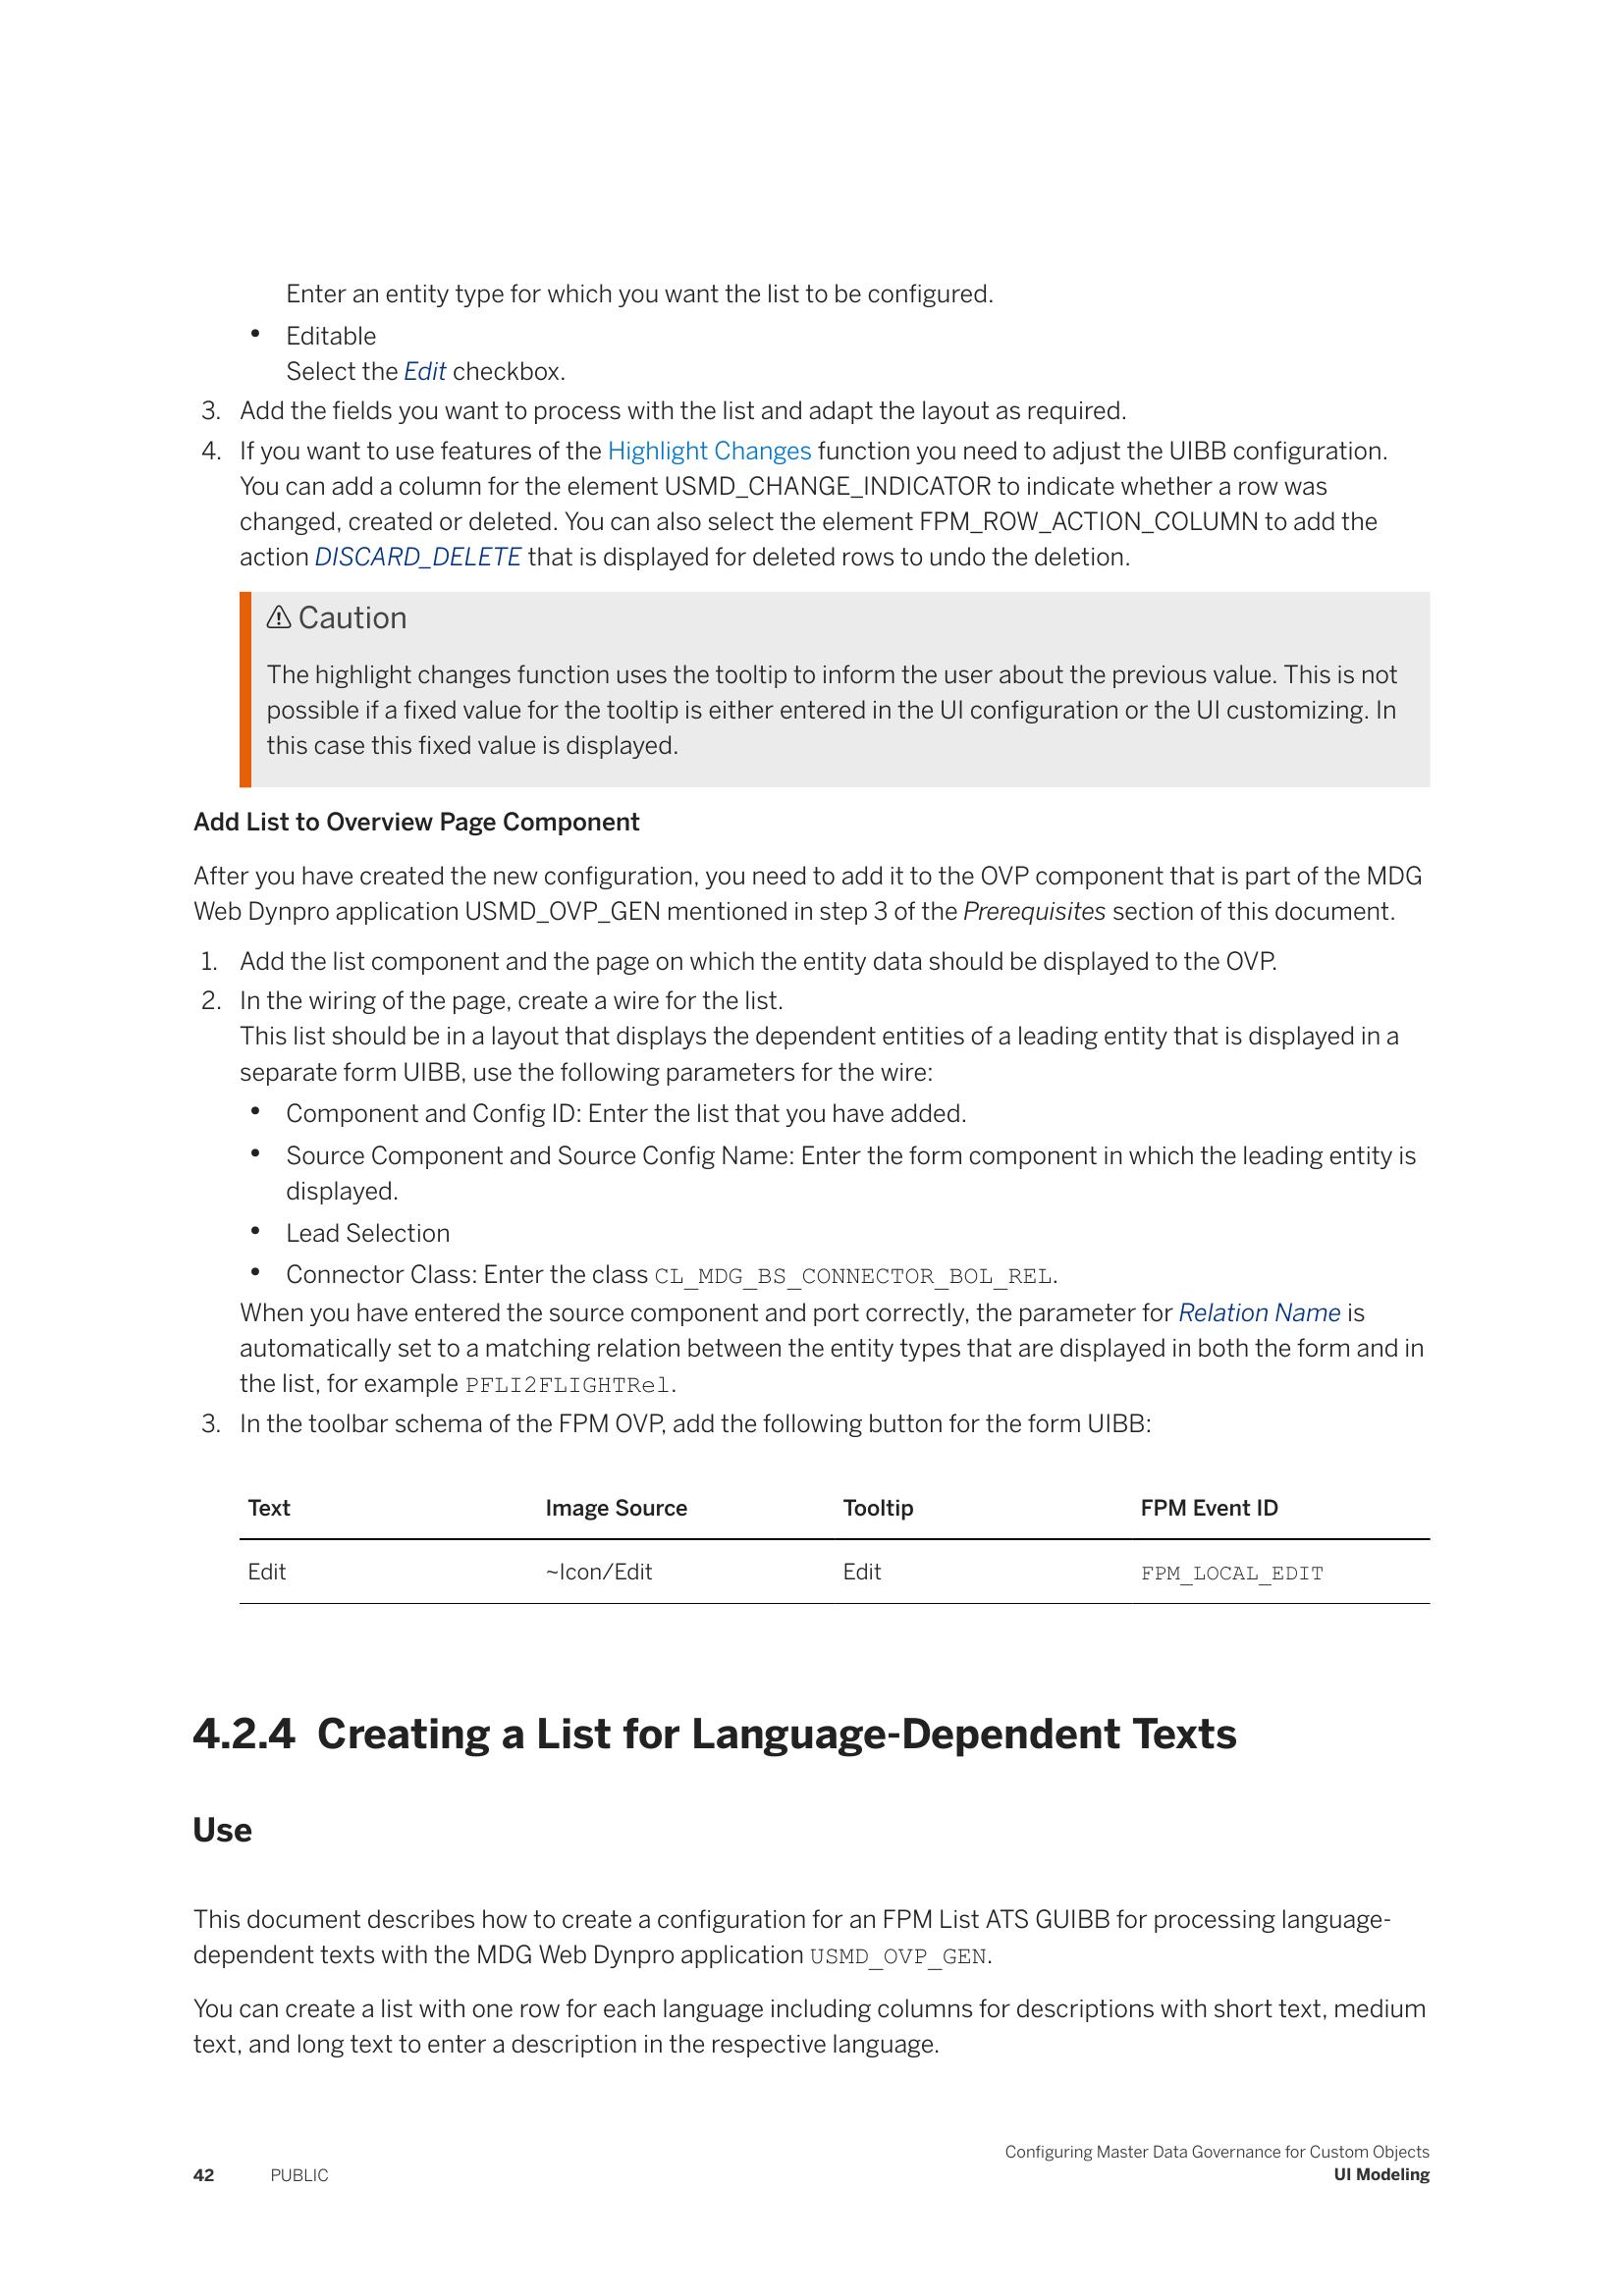 Enter an entity type for which you want the list to be configured.
• Editable
Select the Edit checkbox.
3. Add the fields you want to process with the list and adapt the layout as required.
4. If you want to use features of the Highlight Changes function you need to adjust the UIBB configuration.
You can add a column for the element USMD_CHANGE_INDICATOR to indicate whether a row was
changed, created or deleted. You can also select the element FPM_ROW_ACTION_COLUMN to add the
action DISCARD_DELETE that is displayed for deleted rows to undo the deletion.
⚠ Caution
The highlight changes function uses the tooltip to inform the user about the previous value. This is not
possible if a fixed value for the tooltip is either entered in the UI configuration or the UI customizing. In
this case this fixed value is displayed.
Add List to Overview Page Component
After you have created the new configuration, you need to add it to the OVP component that is part of the MDG
Web Dynpro application USMD_OVP_GEN mentioned in step 3 of the Prerequisites section of this document.
1. Add the list component and the page on which the entity data should be displayed to the OVP.
2. In the wiring of the page, create a wire for the list.
This list should be in a layout that displays the dependent entities of a leading entity that is displayed in a
separate form UIBB, use the following parameters for the wire:
• Component and Config ID: Enter the list that you have added.
• Source Component and Source Config Name: Enter the form component in which the leading entity is
displayed.
• Lead Selection
• Connector Class: Enter the class CL_MDG_BS_CONNECTOR_BOL_REL.
When you have entered the source component and port correctly, the parameter for Relation Name is
automatically set to a matching relation between the entity types that are displayed in both the form and in
the list, for example PFLI2FLIGHTRel.
3. In the toolbar schema of the FPM OVP, add the following button for the form UIBB:
Text Image Source Tooltip FPM Event ID
Edit ~Icon/Edit Edit FPM_LOCAL_EDIT
4.2.4 Creating a List for Language-Dependent Texts
Use
This document describes how to create a configuration for an FPM List ATS GUIBB for processing language-
dependent texts with the MDG Web Dynpro application USMD_OVP_GEN.
You can create a list with one row for each language including columns for descriptions with short text, medium
text, and long text to enter a description in the respective language.
Configuring Master Data Governance for Custom Objects
42 PUBLIC UI Modeling